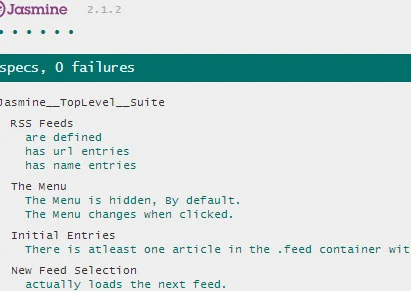 Jasmine 2.1.2
specs, 0 failures
Jasmine__TopLevel__Suite
RSS Feeds
are defined
has url entries
has name entries
The Menu
The Menu is hidden, By default.
The Menu changes when clicked.
Initial Entries
There is atleast one article in the .feed container wit
New Feed Selection
actually loads the next feed.